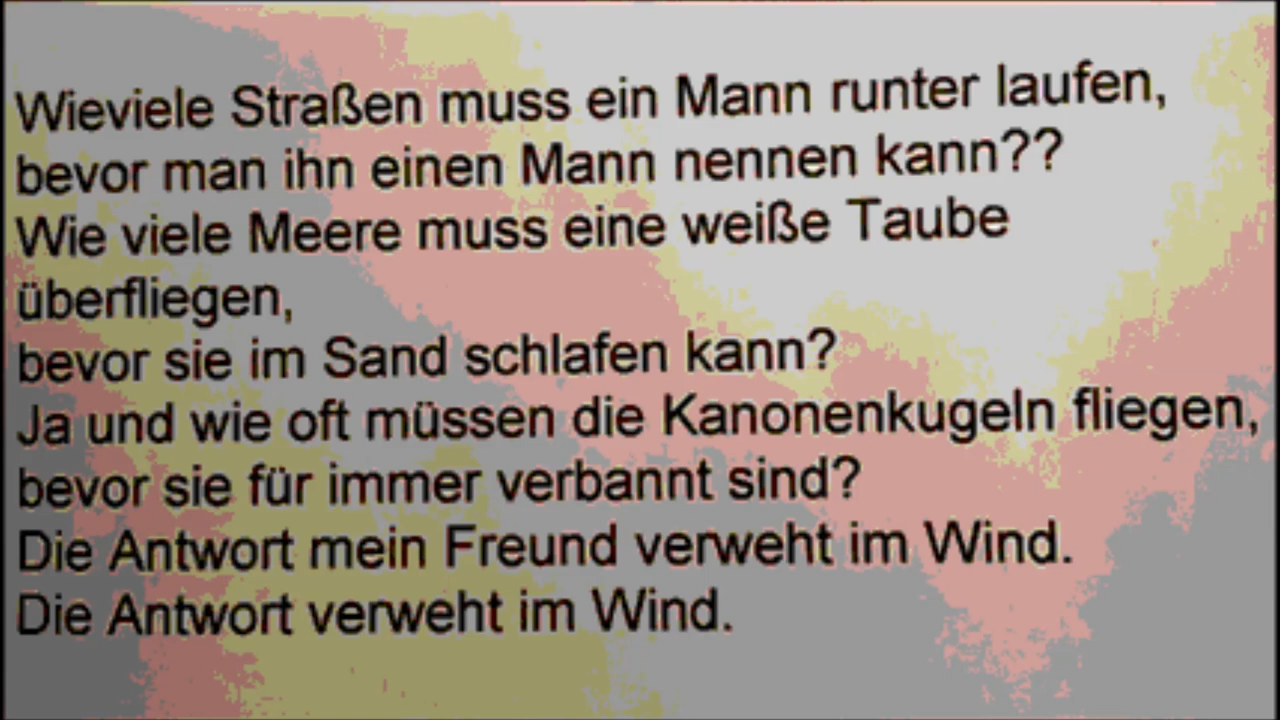 Wieviele Straßen muss ein Mann runter laufen,
bevor man ihn einen Mann nennen kann??
Wie viele Meere muss eine weiße Taube
überfliegen,
bevor sie im Sand schlafen kann?
Ja und wie oft müssen die Kanonenkugeln fliegen,
bevor sie für immer verbannt sind?
Die Antwort mein Freund verweht im Wind.
Die Antwort verweht im Wind.